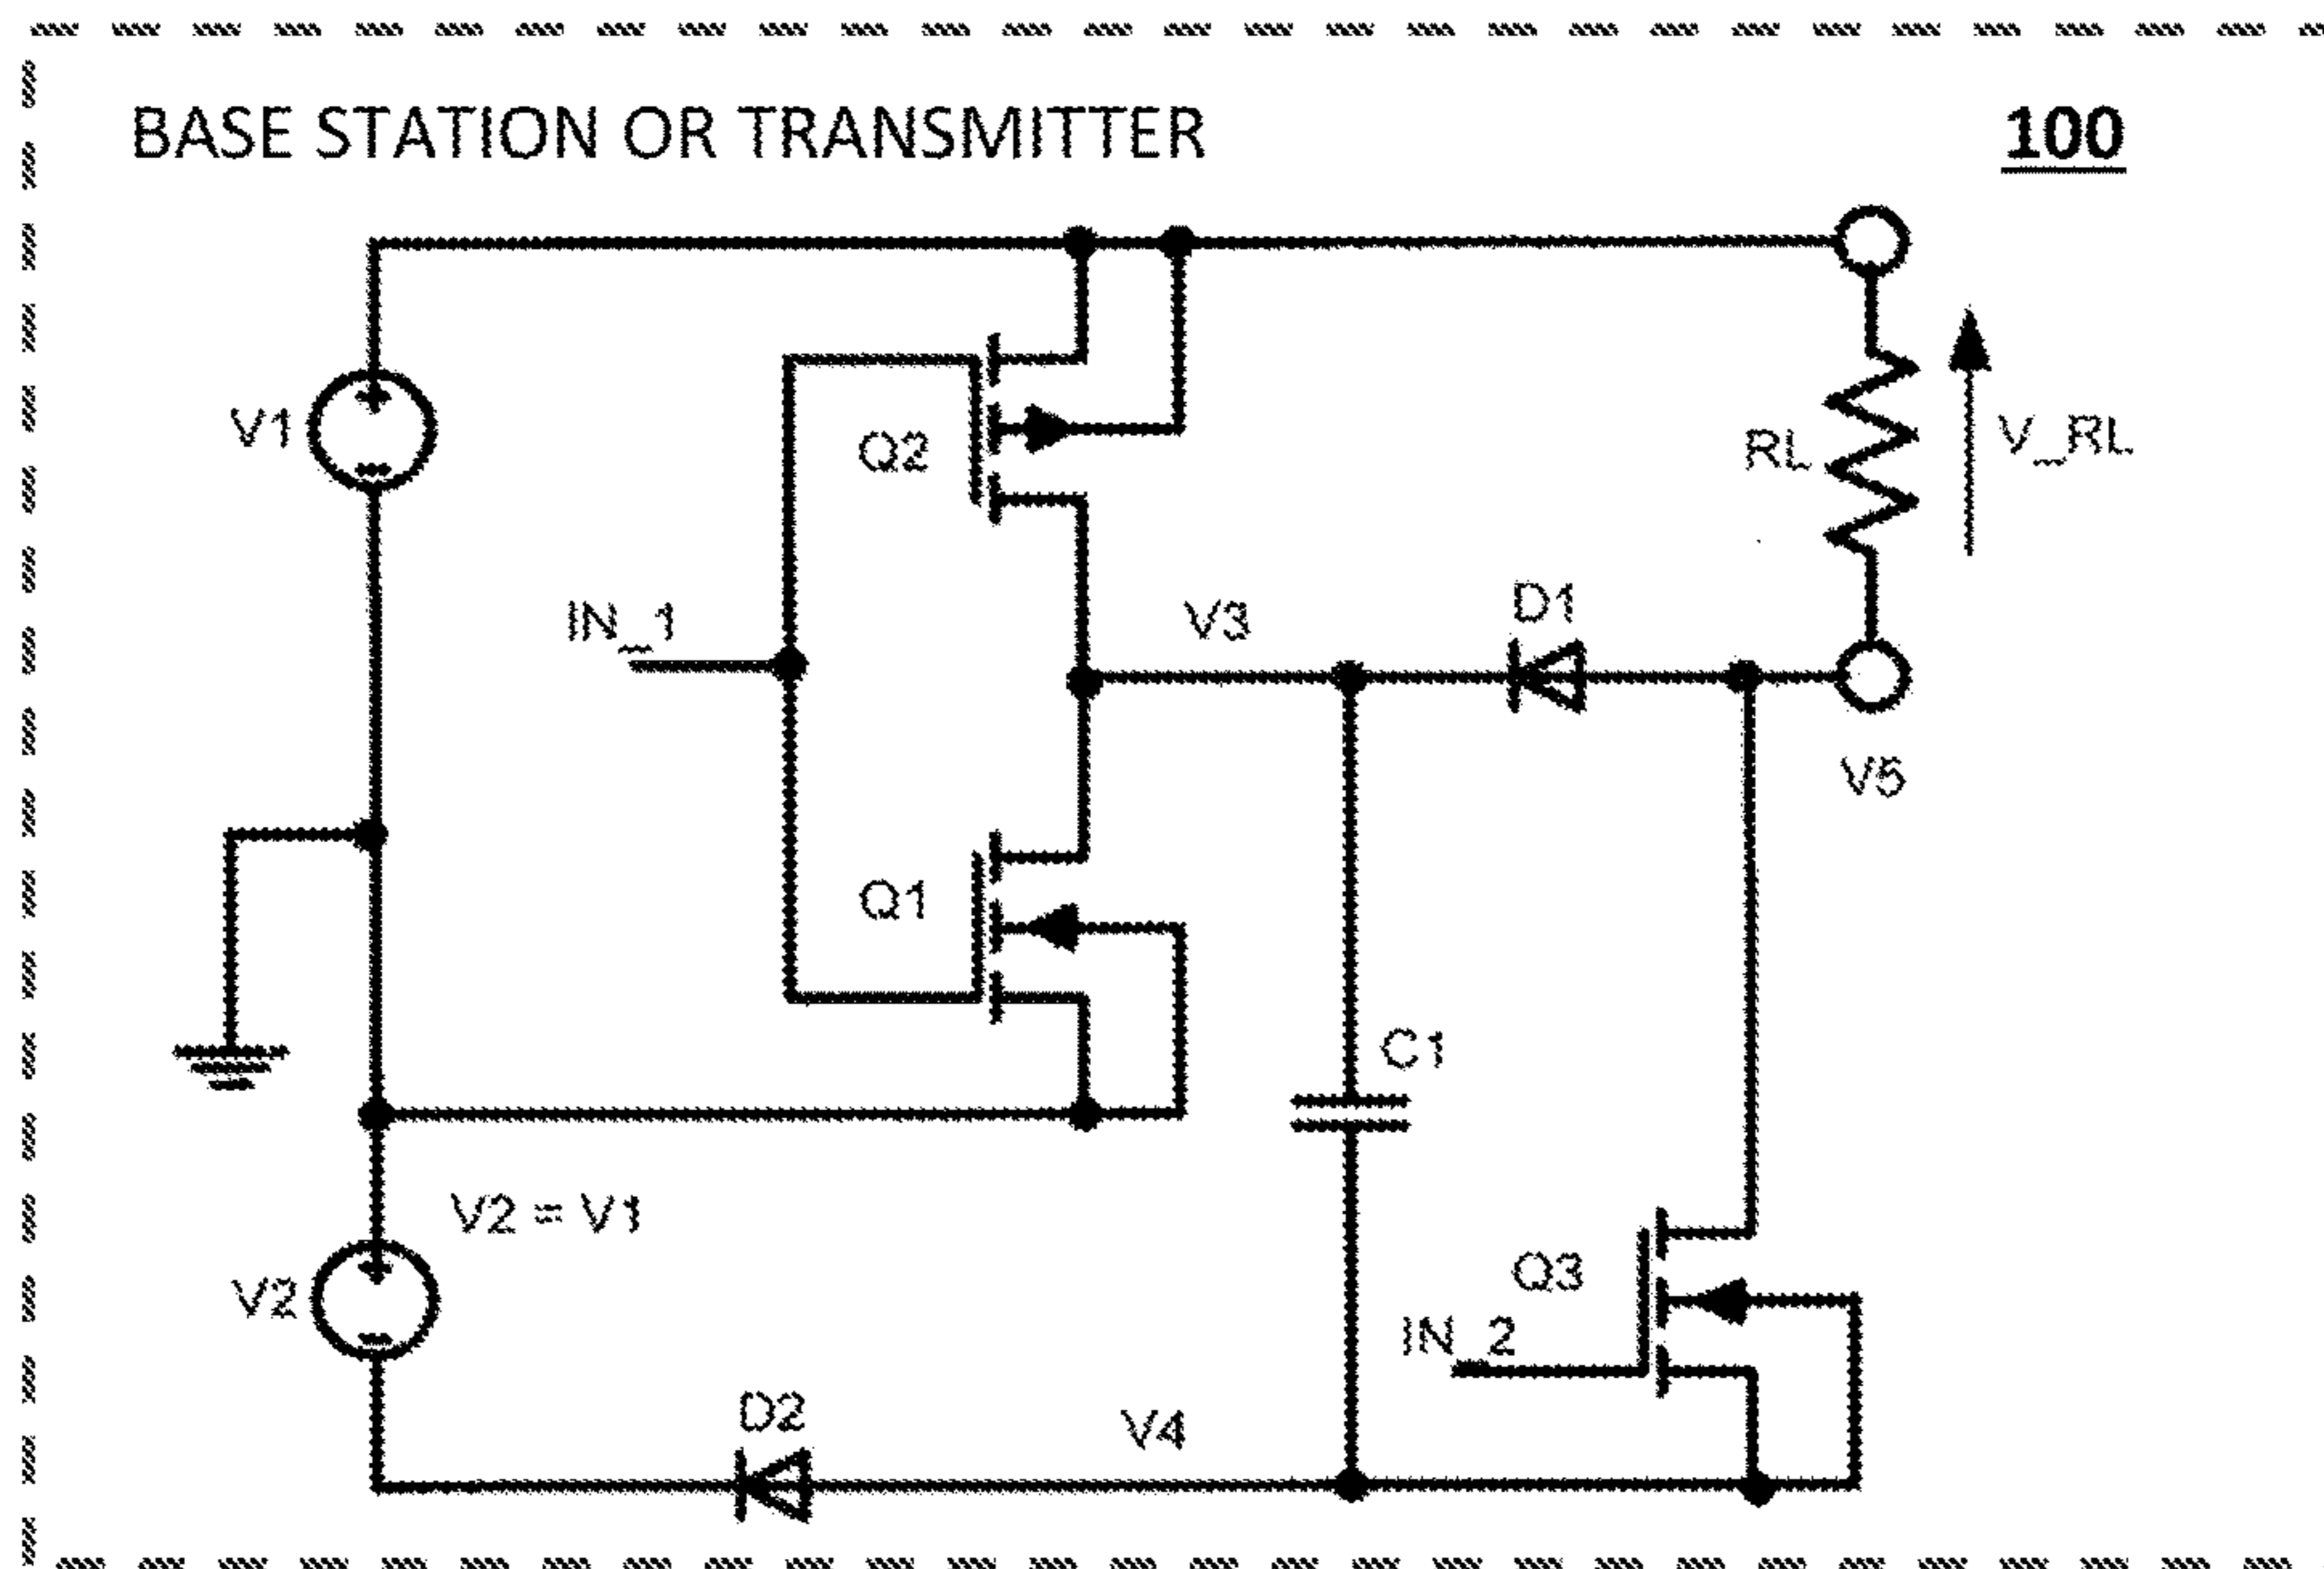 BASE STATION OR TRANSMITTER
100
V1
Q2
RL
V_RL
IN_1
V3
D1
V5
Q1
C1
V2 = V1
V2
Q3
IN_2
D2
V4